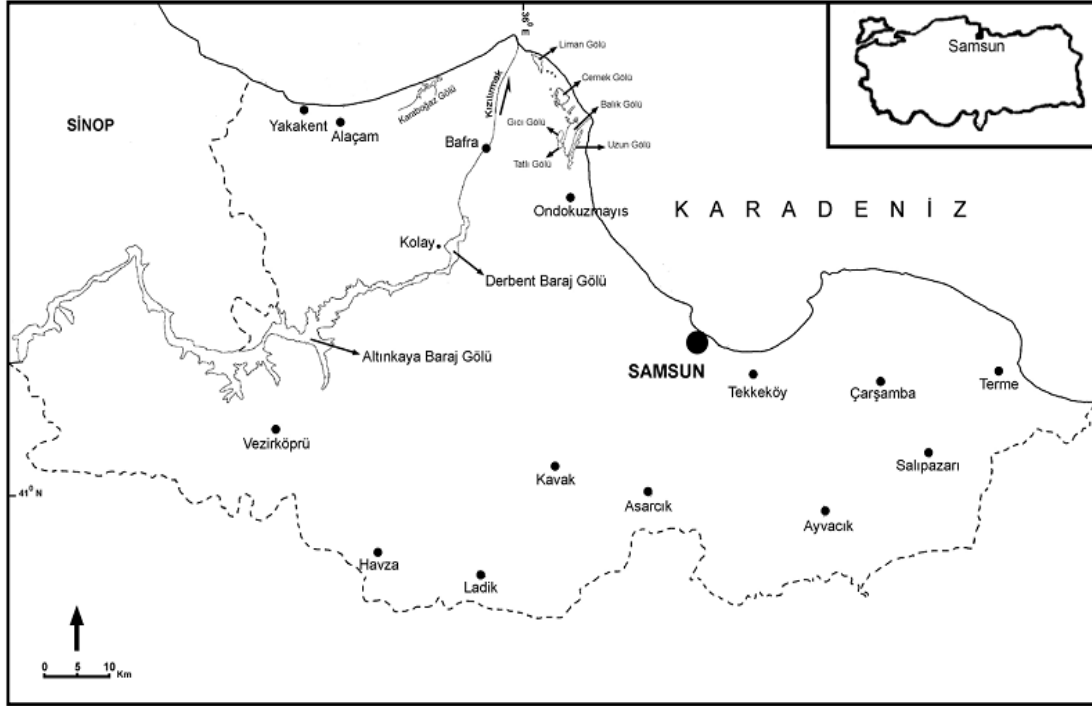 36⁰ E
Samsun
Liman Gölü
Cernek Gölü
Karaboğaz Gölü
Kızılırmak
Balık Gölü
SİNOP
Yakakent
Alaçam
Gıcı Gölü
Bafra
Uzun Gölü
Tatlı Gölü
Ondokuzmayıs
K A R A D E N İ Z
Kolay
Derbent Baraj Gölü
Altınkaya Baraj Gölü
SAMSUN
Tekkeköy
Çarşamba
Terme
Vezirköprü
Salıpazarı
Kavak
41⁰ N
Asarcık
Ayvacık
Havza
Ladik
0 5 10
Km